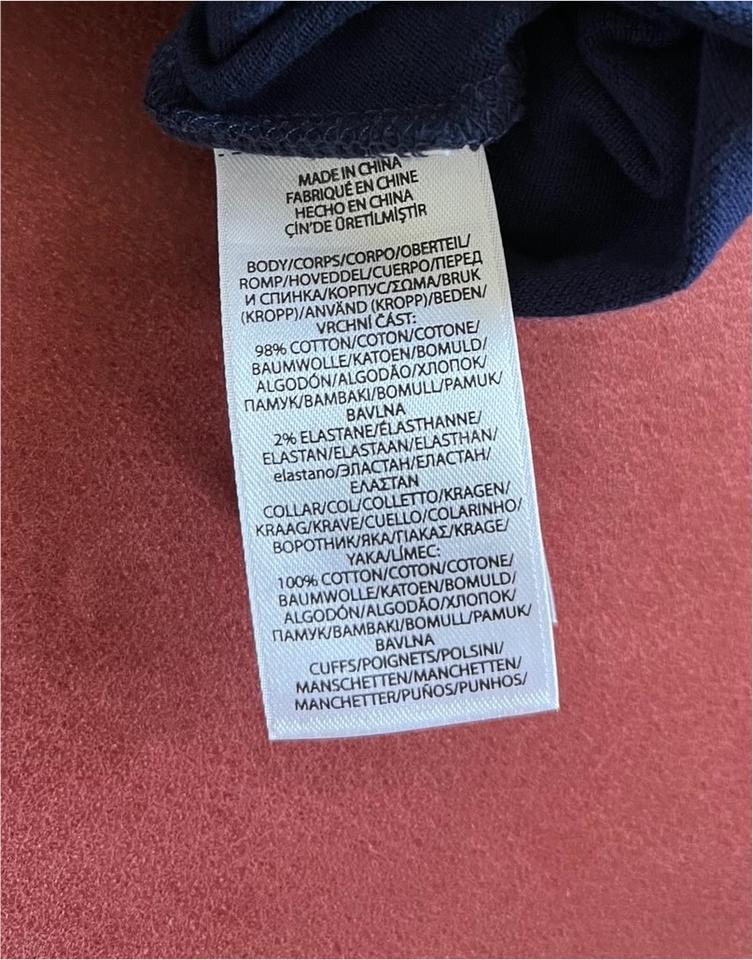 MADE IN CHINA
FABRIQUÉ EN CHINE
HECHO EN CHINA
ÇİN'DE ÜRETİLMİŞTİR
BODY/CORPS/CORPO/OBERTEIL/
ROMP/HOVEDDEL/CUERPO/ПЕРЕД
И СПИНКА/КОРПУС/ΣΩΜΑ/BRUK
(KROPP)/ANVÄND (KROPP)/BEDEN/
VRCHNÍ ČÁST:
98% COTTON/COTON/COTONE/
BAUMWOLLE/KATOEN/BOMULD/
ALGODÓN/ALGODÃO/ХЛОПОК/
ПАМУК/BAMBAKI/BOMULL/PAMUK/
BAVLNA
2% ELASTANE/ÉLASTHANNE/
ELASTAN/ELASTAAN/ELASTHAN/
elastano/ЭЛАСТАН/ЕЛАСТАН/
ΕΛΑΣΤΑΝ
COLLAR/COL/COLLETTO/KRAGEN/
KRAAG/KRAVE/CUELLO/COLARINHO/
ВОРОТНИК/ЯКА/ΓΙΑΚΑΣ/KRAGE/
YAKA/LÍMEC:
100% COTTON/COTON/COTONE/
BAUMWOLLE/KATOEN/BOMULD/
ALGODÓN/ALGODÃO/ХЛОПОК/
ПАМУК/BAMBAKI/BOMULL/PAMUK/
BAVLNA
CUFFS/POIGNETS/POLSINI/
MANSCHETTEN/MANCHETTEN/
MANCHETTER/PUÑOS/PUNHOS/